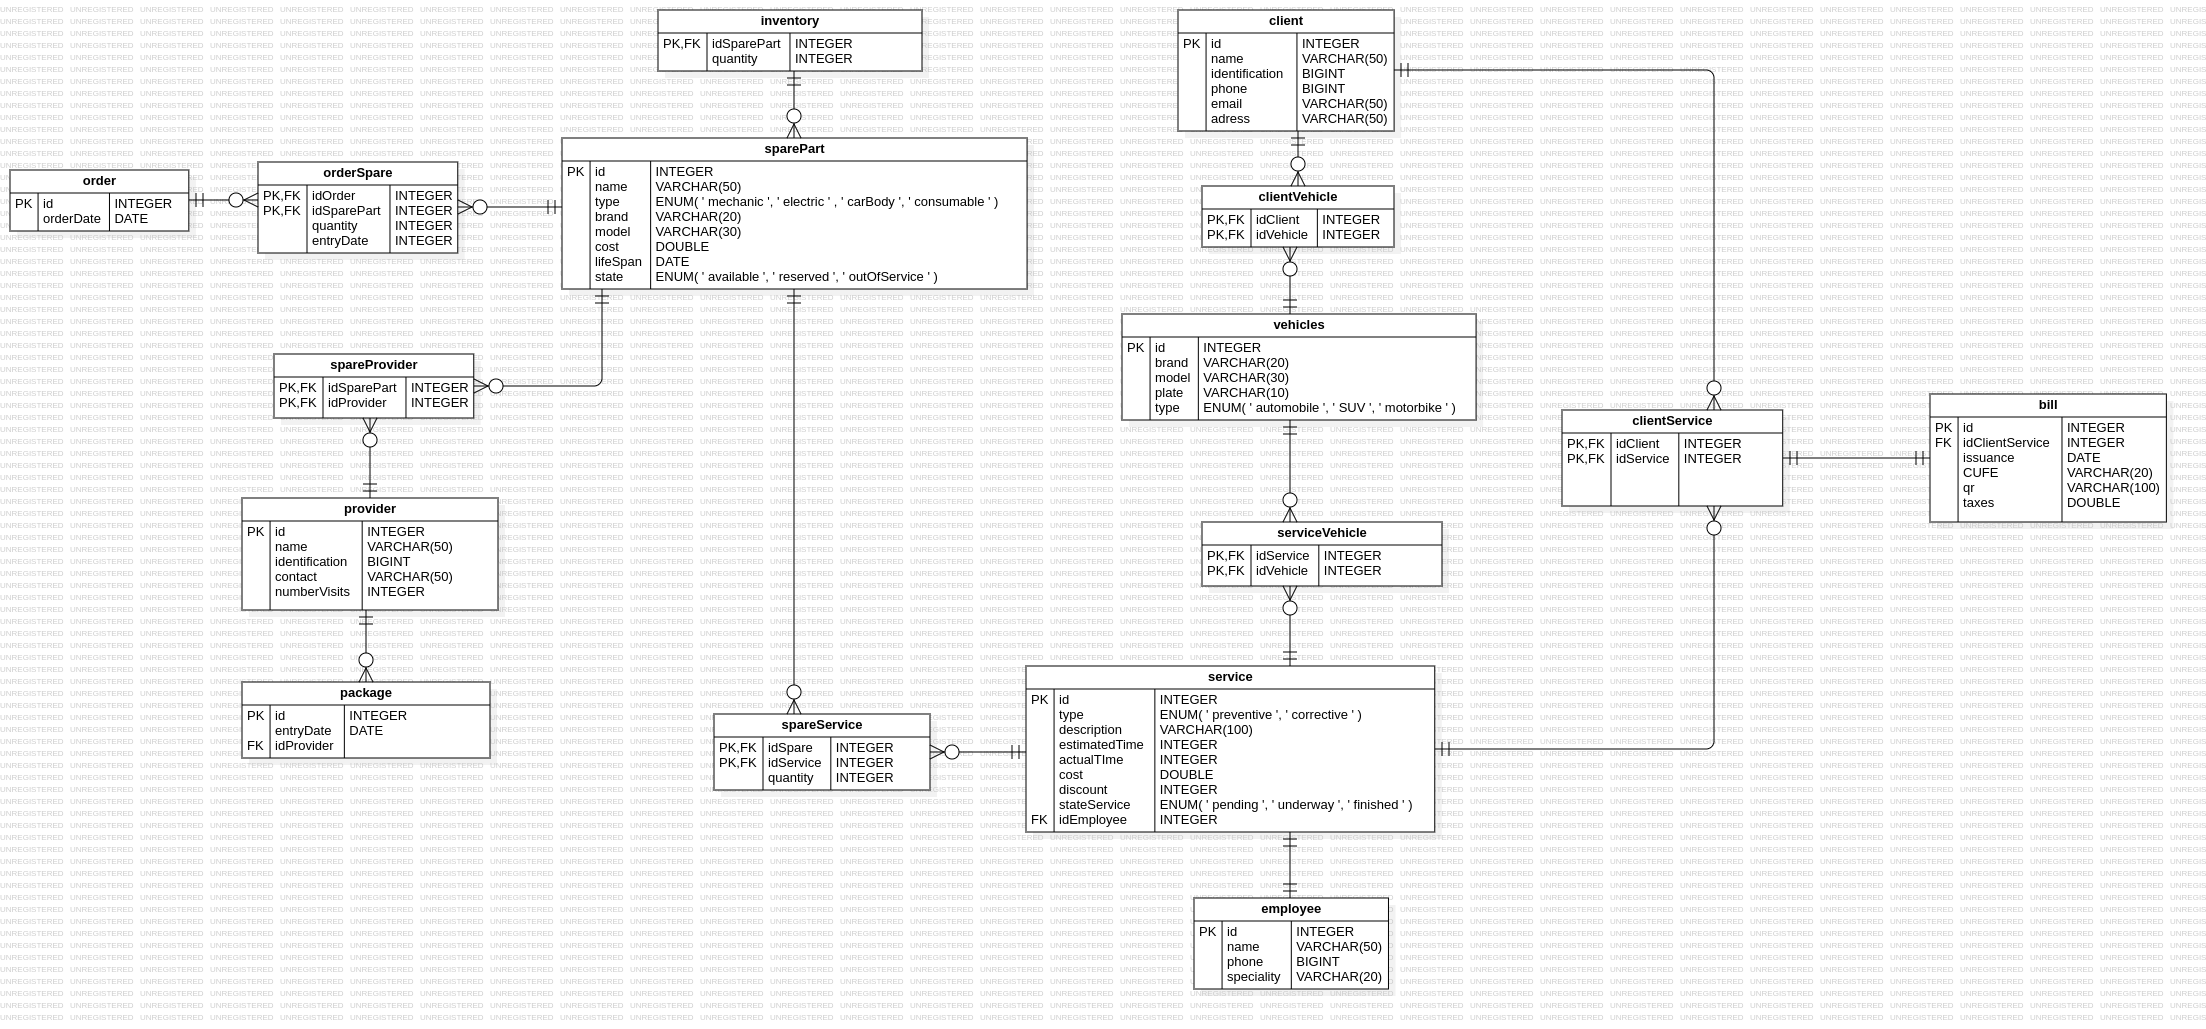 inventory
PK,FK idSparePart INTEGER
quantity INTEGER
client
PK id INTEGER
name VARCHAR(50)
identification BIGINT
phone BIGINT
email VARCHAR(50)
adress VARCHAR(50)
sparePart
PK id INTEGER
name VARCHAR(50)
type ENUM( ' mechanic ', ' electric ' , ' carBody ', ' consumable ' )
brand VARCHAR(20)
model VARCHAR(30)
cost DOUBLE
lifeSpan DATE
state ENUM( ' available ', ' reserved ', ' outOfService ' )
order
PK id INTEGER
orderDate DATE
orderSpare
PK,FK idOrder INTEGER
PK,FK idSparePart INTEGER
quantity INTEGER
entryDate INTEGER
clientVehicle
PK,FK idClient INTEGER
PK,FK idVehicle INTEGER
vehicles
PK id INTEGER
brand VARCHAR(20)
model VARCHAR(30)
plate VARCHAR(10)
type ENUM( ' automobile ', ' SUV ', ' motorbike ' )
spareProvider
PK,FK idSparePart INTEGER
PK,FK idProvider INTEGER
clientService
PK,FK idClient INTEGER
PK,FK idService INTEGER
bill
PK id INTEGER
FK idClientService INTEGER
issuance DATE
CUFE VARCHAR(20)
qr VARCHAR(100)
taxes DOUBLE
provider
PK id INTEGER
name VARCHAR(50)
identification BIGINT
contact VARCHAR(50)
numberVisits INTEGER
serviceVehicle
PK,FK idService INTEGER
PK,FK idVehicle INTEGER
package
PK id INTEGER
entryDate DATE
FK idProvider
spareService
PK,FK idSpare INTEGER
PK,FK idService INTEGER
quantity INTEGER
service
PK id INTEGER
type ENUM( ' preventive ', ' corrective ' )
description VARCHAR(100)
estimatedTime INTEGER
actualTIme INTEGER
cost DOUBLE
discount INTEGER
stateService ENUM( ' pending ', ' underway ', ' finished ' )
FK idEmployee INTEGER
employee
PK id INTEGER
name VARCHAR(50)
phone BIGINT
speciality VARCHAR(20)
UNREGISTERED